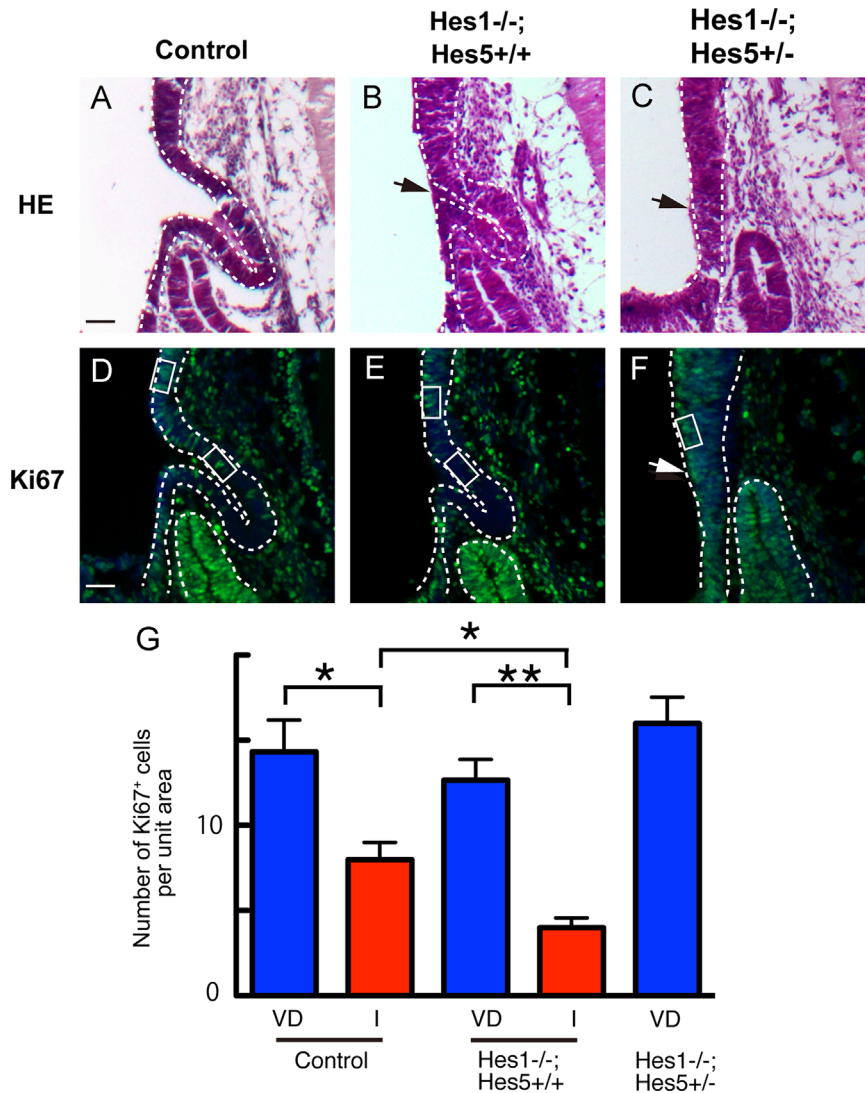 Control
Hes1-/-;
Hes5+/+
Hes1-/-;
Hes5+/-
HE
A
B
C
Ki67
D
E
F
G
*
*
**
Number of Ki67+ cells
per unit area
10
0
VD
I
VD
I
VD
Control
Hes1-/-;
Hes5+/+
Hes1-/-;
Hes5+/-